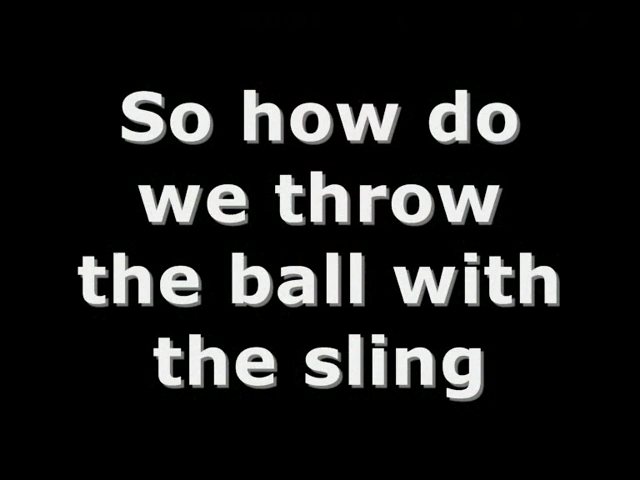 So how do
we throw
the ball with
the sling